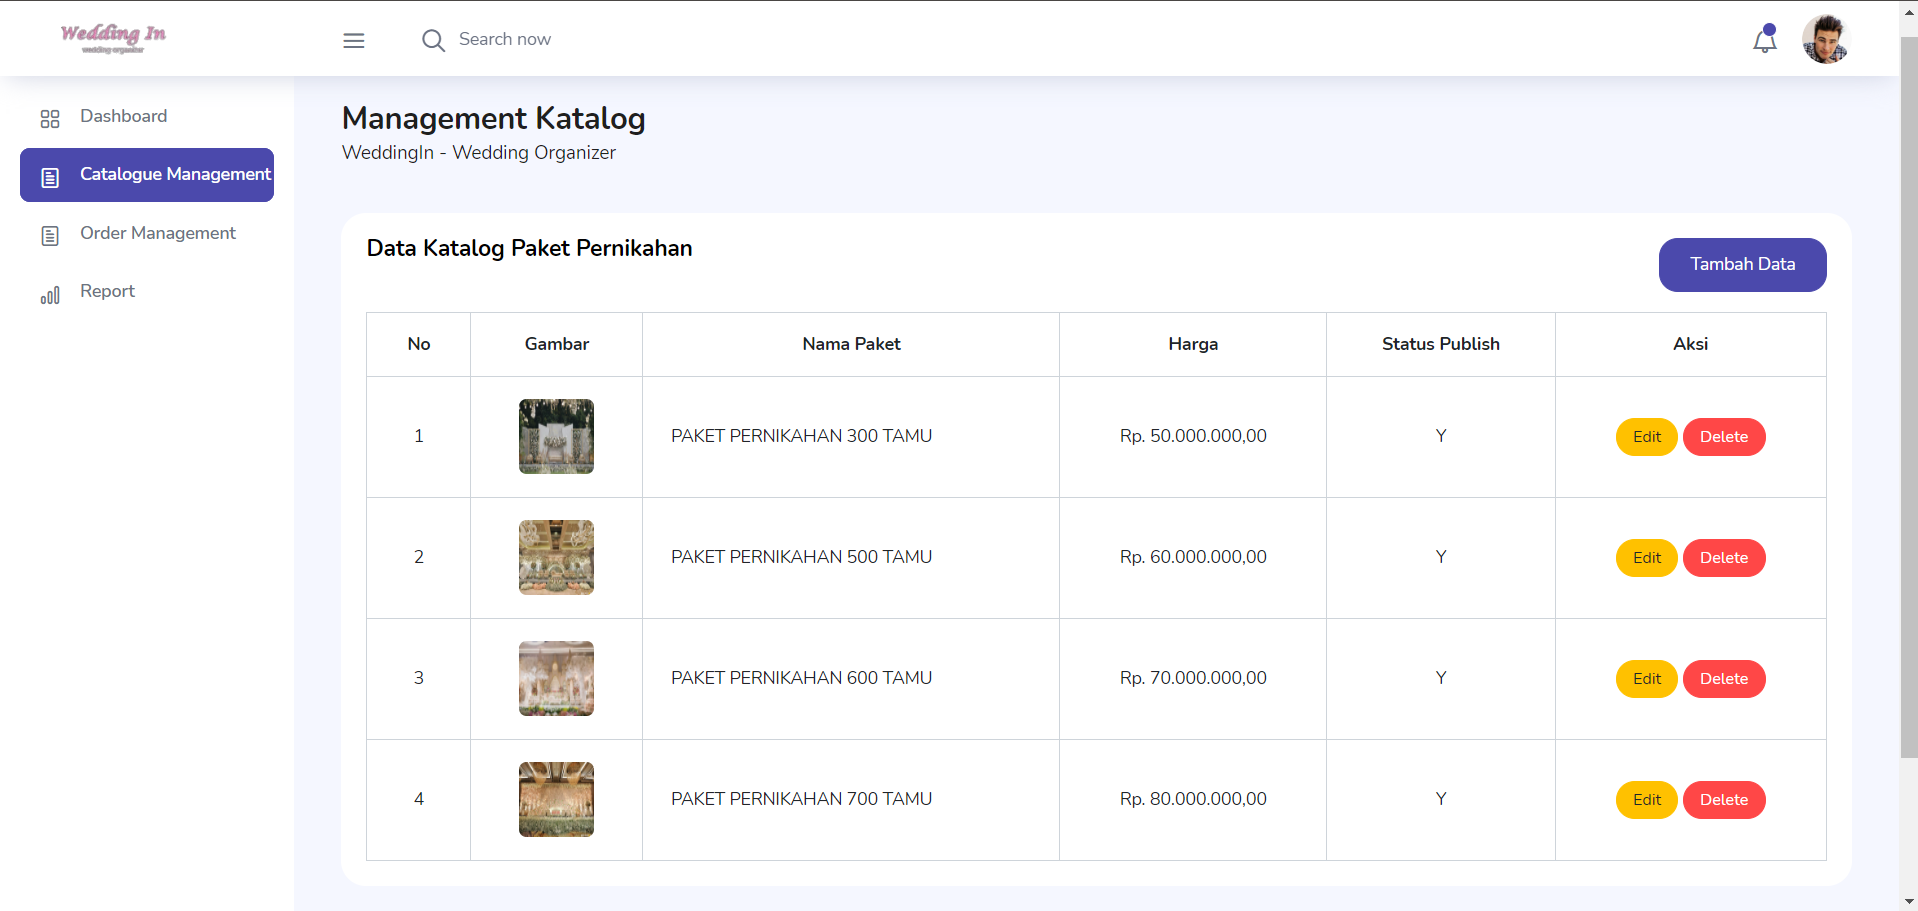 Wedding In
wedding organizer
Search now
Dashboard
Catalogue Management
Order Management
Report
Management Katalog
WeddingIn - Wedding Organizer
Data Katalog Paket Pernikahan
Tambah Data
No Gambar Nama Paket Harga Status Publish Aksi
1 PAKET PERNIKAHAN 300 TAMU Rp. 50.000.000,00 Y Edit Delete
2 PAKET PERNIKAHAN 500 TAMU Rp. 60.000.000,00 Y Edit Delete
3 PAKET PERNIKAHAN 600 TAMU Rp. 70.000.000,00 Y Edit Delete
4 PAKET PERNIKAHAN 700 TAMU Rp. 80.000.000,00 Y Edit Delete